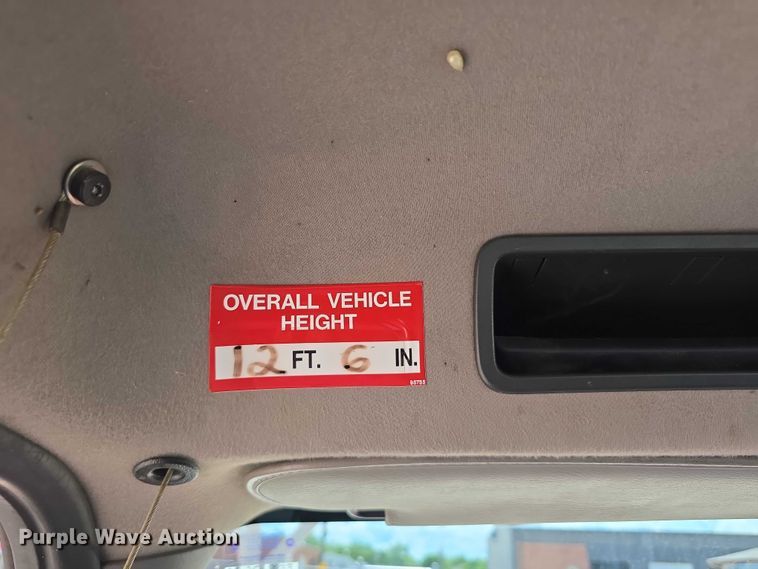 OVERALL VEHICLE
HEIGHT
12 FT. 6 IN.
Purple Wave Auction